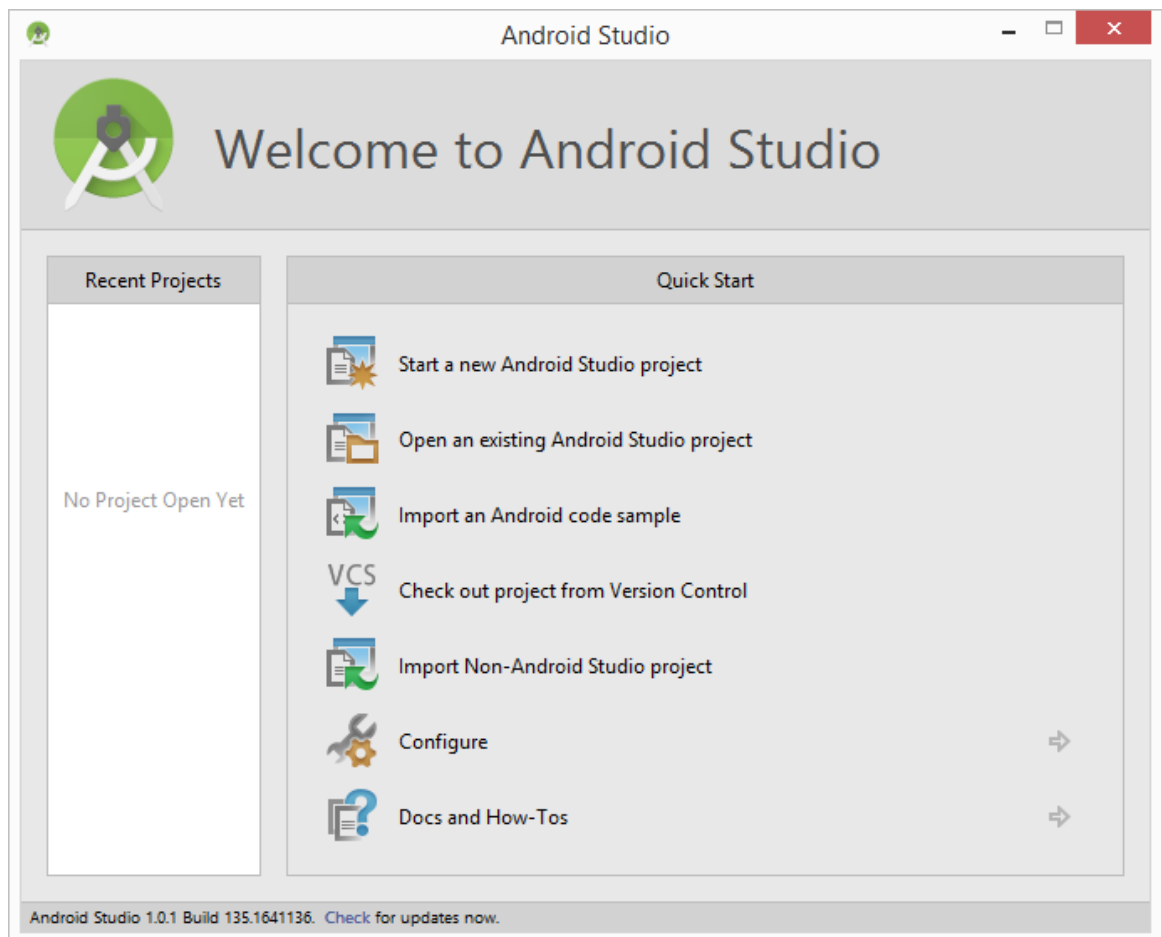 Android Studio
Welcome to Android Studio
Recent Projects
No Project Open Yet
Quick Start
Start a new Android Studio project
Open an existing Android Studio project
Import an Android code sample
VCS
Check out project from Version Control
Import Non-Android Studio project
Configure
Docs and How-Tos
Android Studio 1.0.1 Build 135.1641136. Check for updates now.